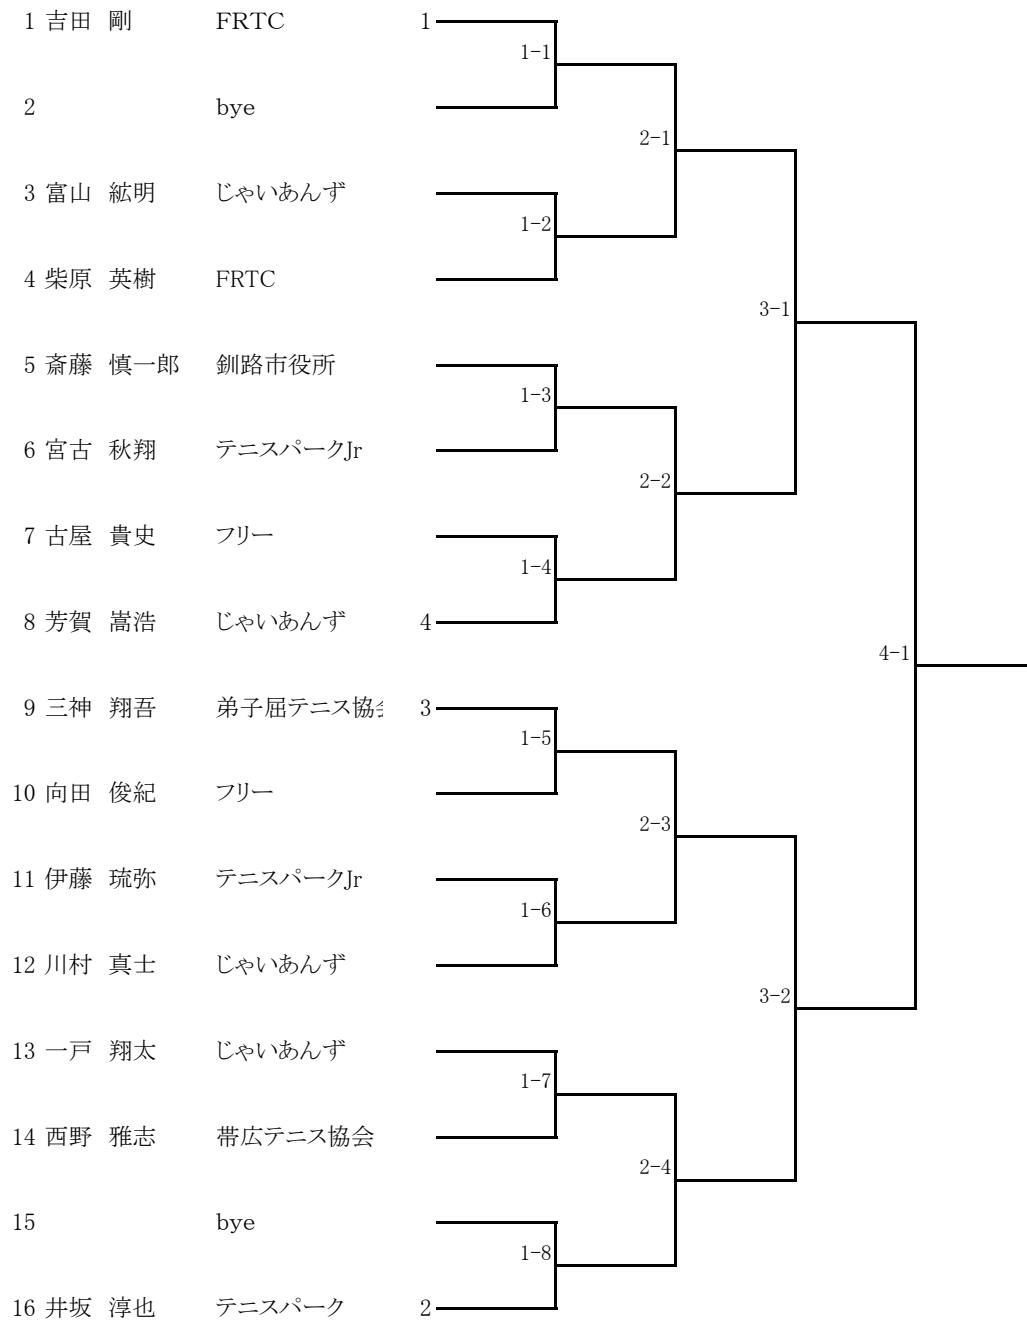 1 吉田 剛 FRTC 1
1-1
2 bye
2-1
3 富山 紘明 じゃいあんず
1-2
4 柴原 英樹 FRTC
3-1
5 斎藤 慎一郎 釧路市役所
1-3
6 宮古 秋翔 テニスパークJr
2-2
7 古屋 貴史 フリー
1-4
8 芳賀 嵩浩 じゃいあんず 4
4-1
9 三神 翔吾 弟子屈テニス協会 3
1-5
10 向田 俊紀 フリー
2-3
11 伊藤 琉弥 テニスパークJr
1-6
12 川村 真士 じゃいあんず
3-2
13 一戸 翔太 じゃいあんず
1-7
14 西野 雅志 帯広テニス協会
2-4
15 bye
1-8
16 井坂 淳也 テニスパーク 2